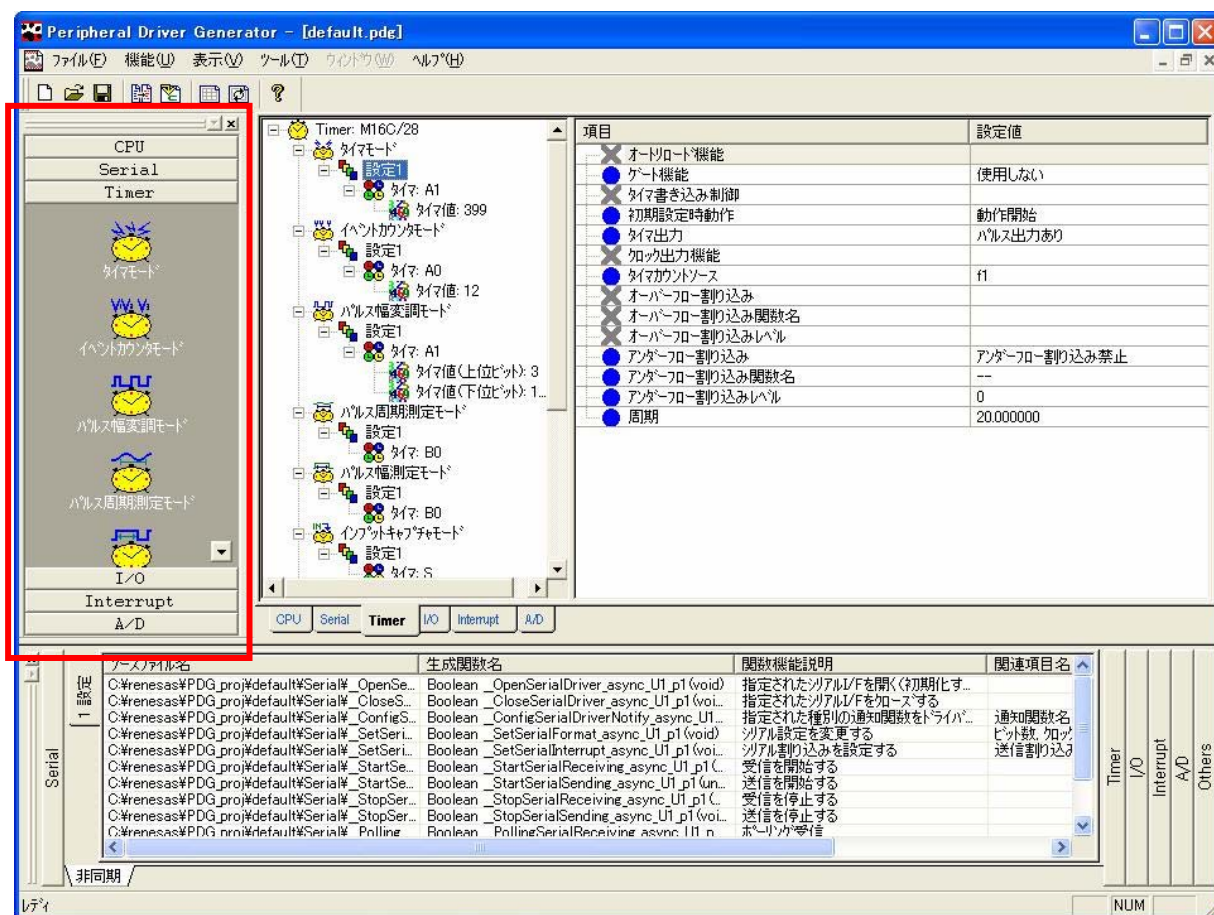 Peripheral Driver Generator - [default.pdg]
ファイル(F) 機能(U) 表示(V) ツール(T) ウィンドウ(W) ヘルプ(H)
CPU
Serial
Timer
タイマモード
イベントカウンタモード
パルス幅変調モード
パルス周期測定モード
I/O
Interrupt
A/D
Timer: M16C/28
タイマモード
設定1
タイマ: A1
タイマ値: 399
イベントカウンタモード
設定1
タイマ: A0
タイマ値: 12
パルス幅変調モード
設定1
タイマ: A1
タイマ値(上位ビット): 3
タイマ値(下位ビット): 1...
パルス周期測定モード
設定1
タイマ: B0
パルス幅測定モード
設定1
タイマ: B0
インプットキャプチャモード
設定1
タイマ: S
CPU Serial Timer I/O Interrupt A/D
項目 設定値
オートリロード機能
ゲート機能 使用しない
タイマ書き込み制御
初期設定時動作 動作開始
タイマ出力 パルス出力あり
クロック出力機能
タイマカウントソース f1
オーバーフロー割り込み
オーバーフロー割り込み関数名
オーバーフロー割り込みレベル
アンダーフロー割り込み アンダーフロー割り込み禁止
アンダーフロー割り込み関数名 --
アンダーフロー割り込みレベル 0
周期 20.000000
ソースファイル名 生成関数名 関数機能説明 関連項目名
C:¥renesas¥PDG_proj¥default¥Serial¥_OpenSe... Boolean _OpenSerialDriver_async_U1_p1(void) 指定されたシリアルI/Fを開く(初期化す...
C:¥renesas¥PDG_proj¥default¥Serial¥_CloseS... Boolean _CloseSerialDriver_async_U1_p1(voi... 指定されたシリアルI/Fをクローズする
C:¥renesas¥PDG_proj¥default¥Serial¥_ConfigS... Boolean _ConfigSerialDriverNotify_async_U1... 指定された種別の通知関数をドライバ... 通知関数名
C:¥renesas¥PDG_proj¥default¥Serial¥_SetSeri... Boolean _SetSerialFormat_async_U1_p1(void) シリアル設定を変更する ビット数, クロッ
C:¥renesas¥PDG_proj¥default¥Serial¥_SetSeri... Boolean _SetSerialInterrupt_async_U1_p1(voi... シリアル割り込みを設定する 送信割り込み
C:¥renesas¥PDG_proj¥default¥Serial¥_StartSe... Boolean _StartSerialReceiving_async_U1_p1(... 受信を開始する
C:¥renesas¥PDG_proj¥default¥Serial¥_StartSe... Boolean _StartSerialSending_async_U1_p1(un... 送信を開始する
C:¥renesas¥PDG_proj¥default¥Serial¥_StopSer... Boolean _StopSerialReceiving_async_U1_p1(... 受信を停止する
C:¥renesas¥PDG_proj¥default¥Serial¥_StopSer... Boolean _StopSerialSending_async_U1_p1(voi... 送信を停止する
C:¥renesas¥PDG_proj¥default¥Serial¥_Polling Boolean _PollingSerialReceiving_async_U1_p ポーリング受信
Serial
設定1
Timer
I/O
Interrupt
A/D
Others
非同期
レディ NUM